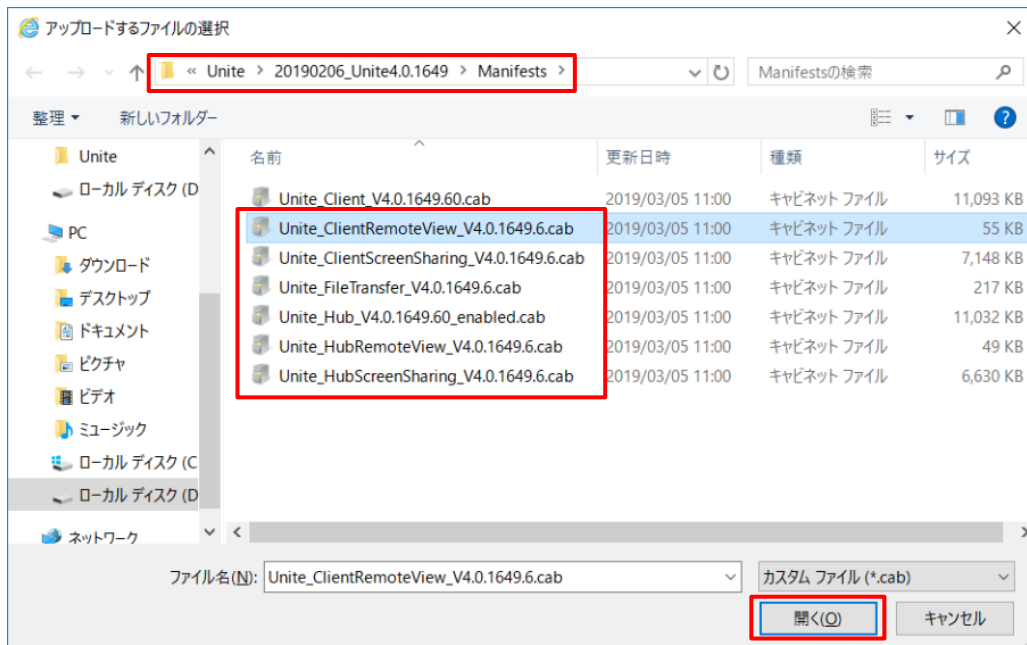 アップロードするファイルの選択
« Unite > 20190206_Unite4.0.1649 > Manifests >
Manifestsの検索
整理 新しいフォルダー
名前 更新日時 種類 サイズ
Unite
ローカル ディスク (D
PC
ダウンロード
デスクトップ
ドキュメント
ピクチャ
ビデオ
ミュージック
ローカル ディスク (C
ローカル ディスク (D
ネットワーク
Unite_Client_V4.0.1649.60.cab 2019/03/05 11:00 キャビネット ファイル 11,093 KB
Unite_ClientRemoteView_V4.0.1649.6.cab 2019/03/05 11:00 キャビネット ファイル 55 KB
Unite_ClientScreenSharing_V4.0.1649.6.cab 2019/03/05 11:00 キャビネット ファイル 7,148 KB
Unite_FileTransfer_V4.0.1649.6.cab 2019/03/05 11:00 キャビネット ファイル 217 KB
Unite_Hub_V4.0.1649.60_enabled.cab 2019/03/05 11:00 キャビネット ファイル 11,032 KB
Unite_HubRemoteView_V4.0.1649.6.cab 2019/03/05 11:00 キャビネット ファイル 49 KB
Unite_HubScreenSharing_V4.0.1649.6.cab 2019/03/05 11:00 キャビネット ファイル 6,630 KB
ファイル名(N): Unite_ClientRemoteView_V4.0.1649.6.cab カスタム ファイル (*.cab)
開く(O) キャンセル